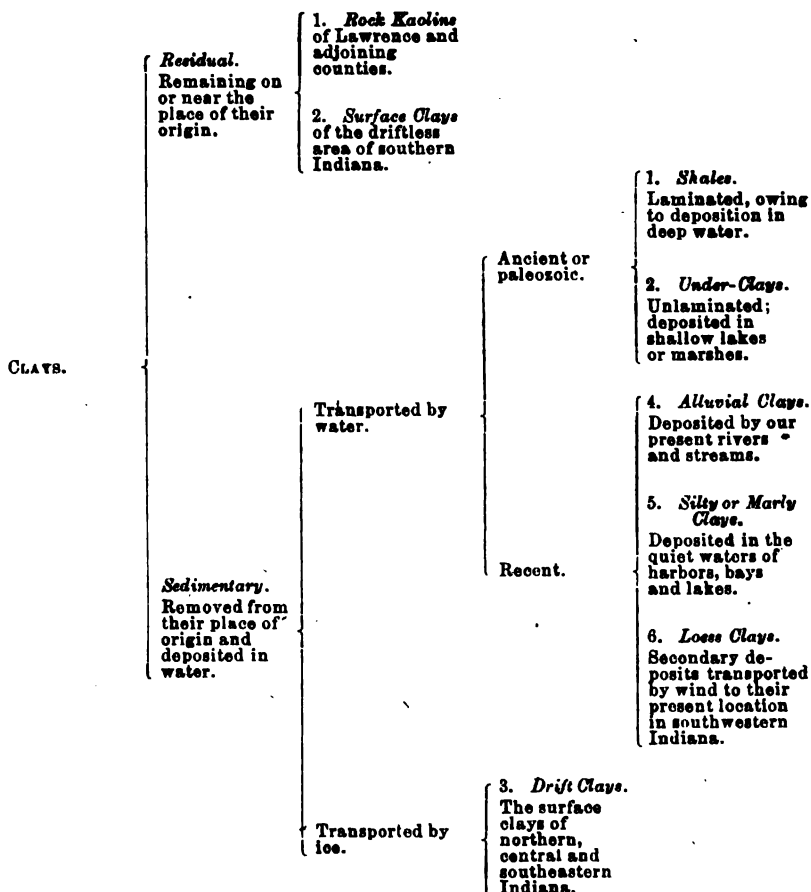 CLAYS.
Residual.
Remaining on
or near the
place of their
origin.
1. Rock Kaolins
of Lawrence and
adjoining
counties.
2. Surface Clays
of the driftless
area of southern
Indiana.
Sedimentary.
Removed from
their place of
origin and
deposited in
water.
Transported by
water.
Ancient or
paleozoic.
1. Shales.
Laminated, owing
to deposition in
deep water.
2. Under-Clays.
Unlaminated;
deposited in
shallow lakes
or marshes.
Recent.
4. Alluvial Clays.
Deposited by our
present rivers
and streams.
5. Silty or Marly
Clays.
Deposited in the
quiet waters of
harbors, bays
and lakes.
6. Loess Clays.
Secondary de-
posits transported
by wind to their
present location
in southwestern
Indiana.
Transported by
ice.
3. Drift Clays.
The surface
clays of
northern,
central and
southeastern
Indiana.